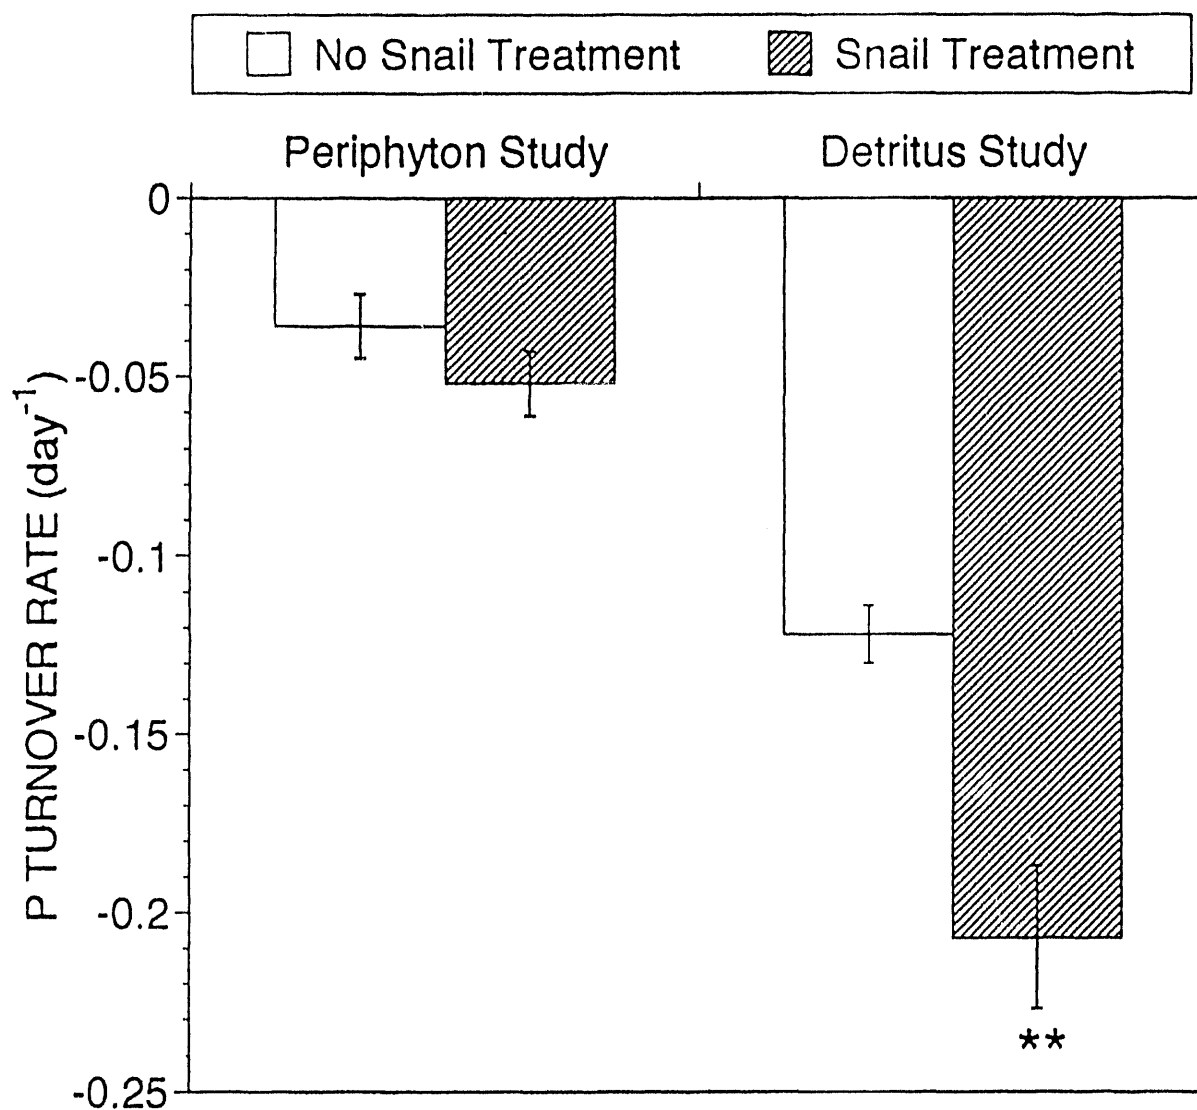 No Snail Treatment
Snail Treatment
Periphyton Study
Detritus Study
0
-0.05
-0.1
-0.15
-0.2
-0.25
P TURNOVER RATE (day⁻¹)
**